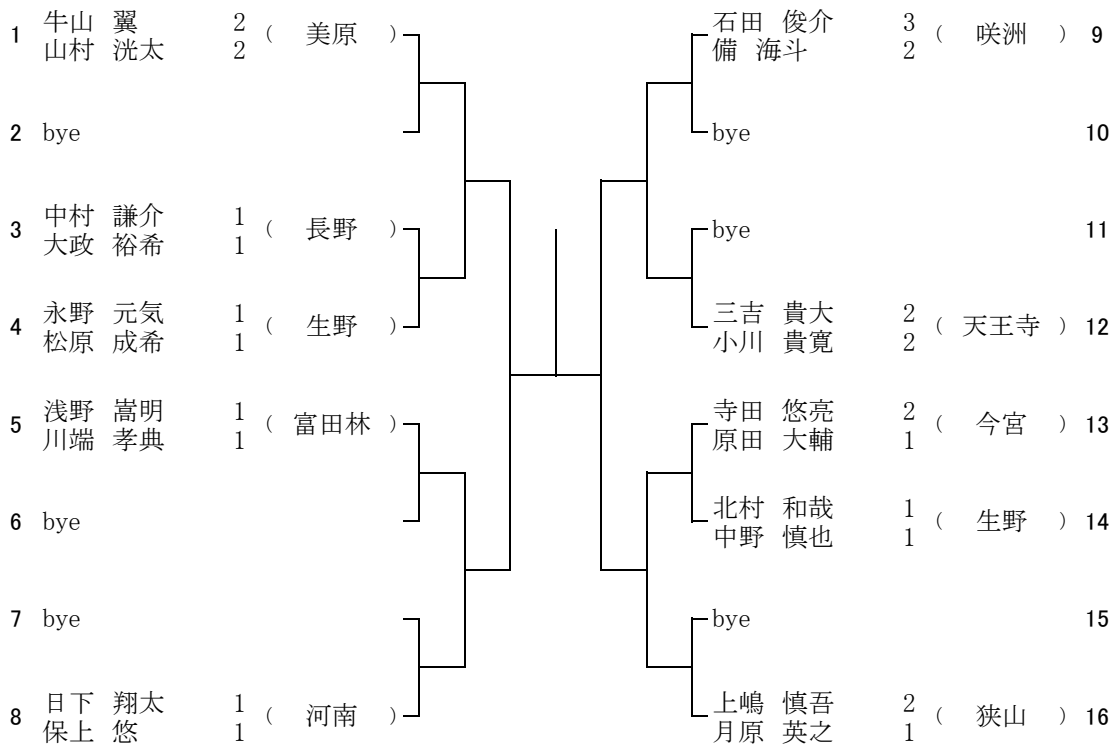 1 牛山 翼 2 ( 美原 )
山村 洸太 2
2 bye
3 中村 謙介 1 ( 長野 )
大政 裕希 1
4 永野 元気 1 ( 生野 )
松原 成希 1
5 浅野 嵩明 1 ( 富田林 )
川端 孝典 1
6 bye
7 bye
8 日下 翔太 1 ( 河南 )
保上 悠 1
石田 俊介 3 ( 咲洲 ) 9
備 海斗 2
bye 10
bye 11
三吉 貴大 2 ( 天王寺 ) 12
小川 貴寛 2
寺田 悠亮 2 ( 今宮 ) 13
原田 大輔 1
北村 和哉 1 ( 生野 ) 14
中野 慎也 1
bye 15
上嶋 慎吾 2 ( 狭山 ) 16
月原 英之 1